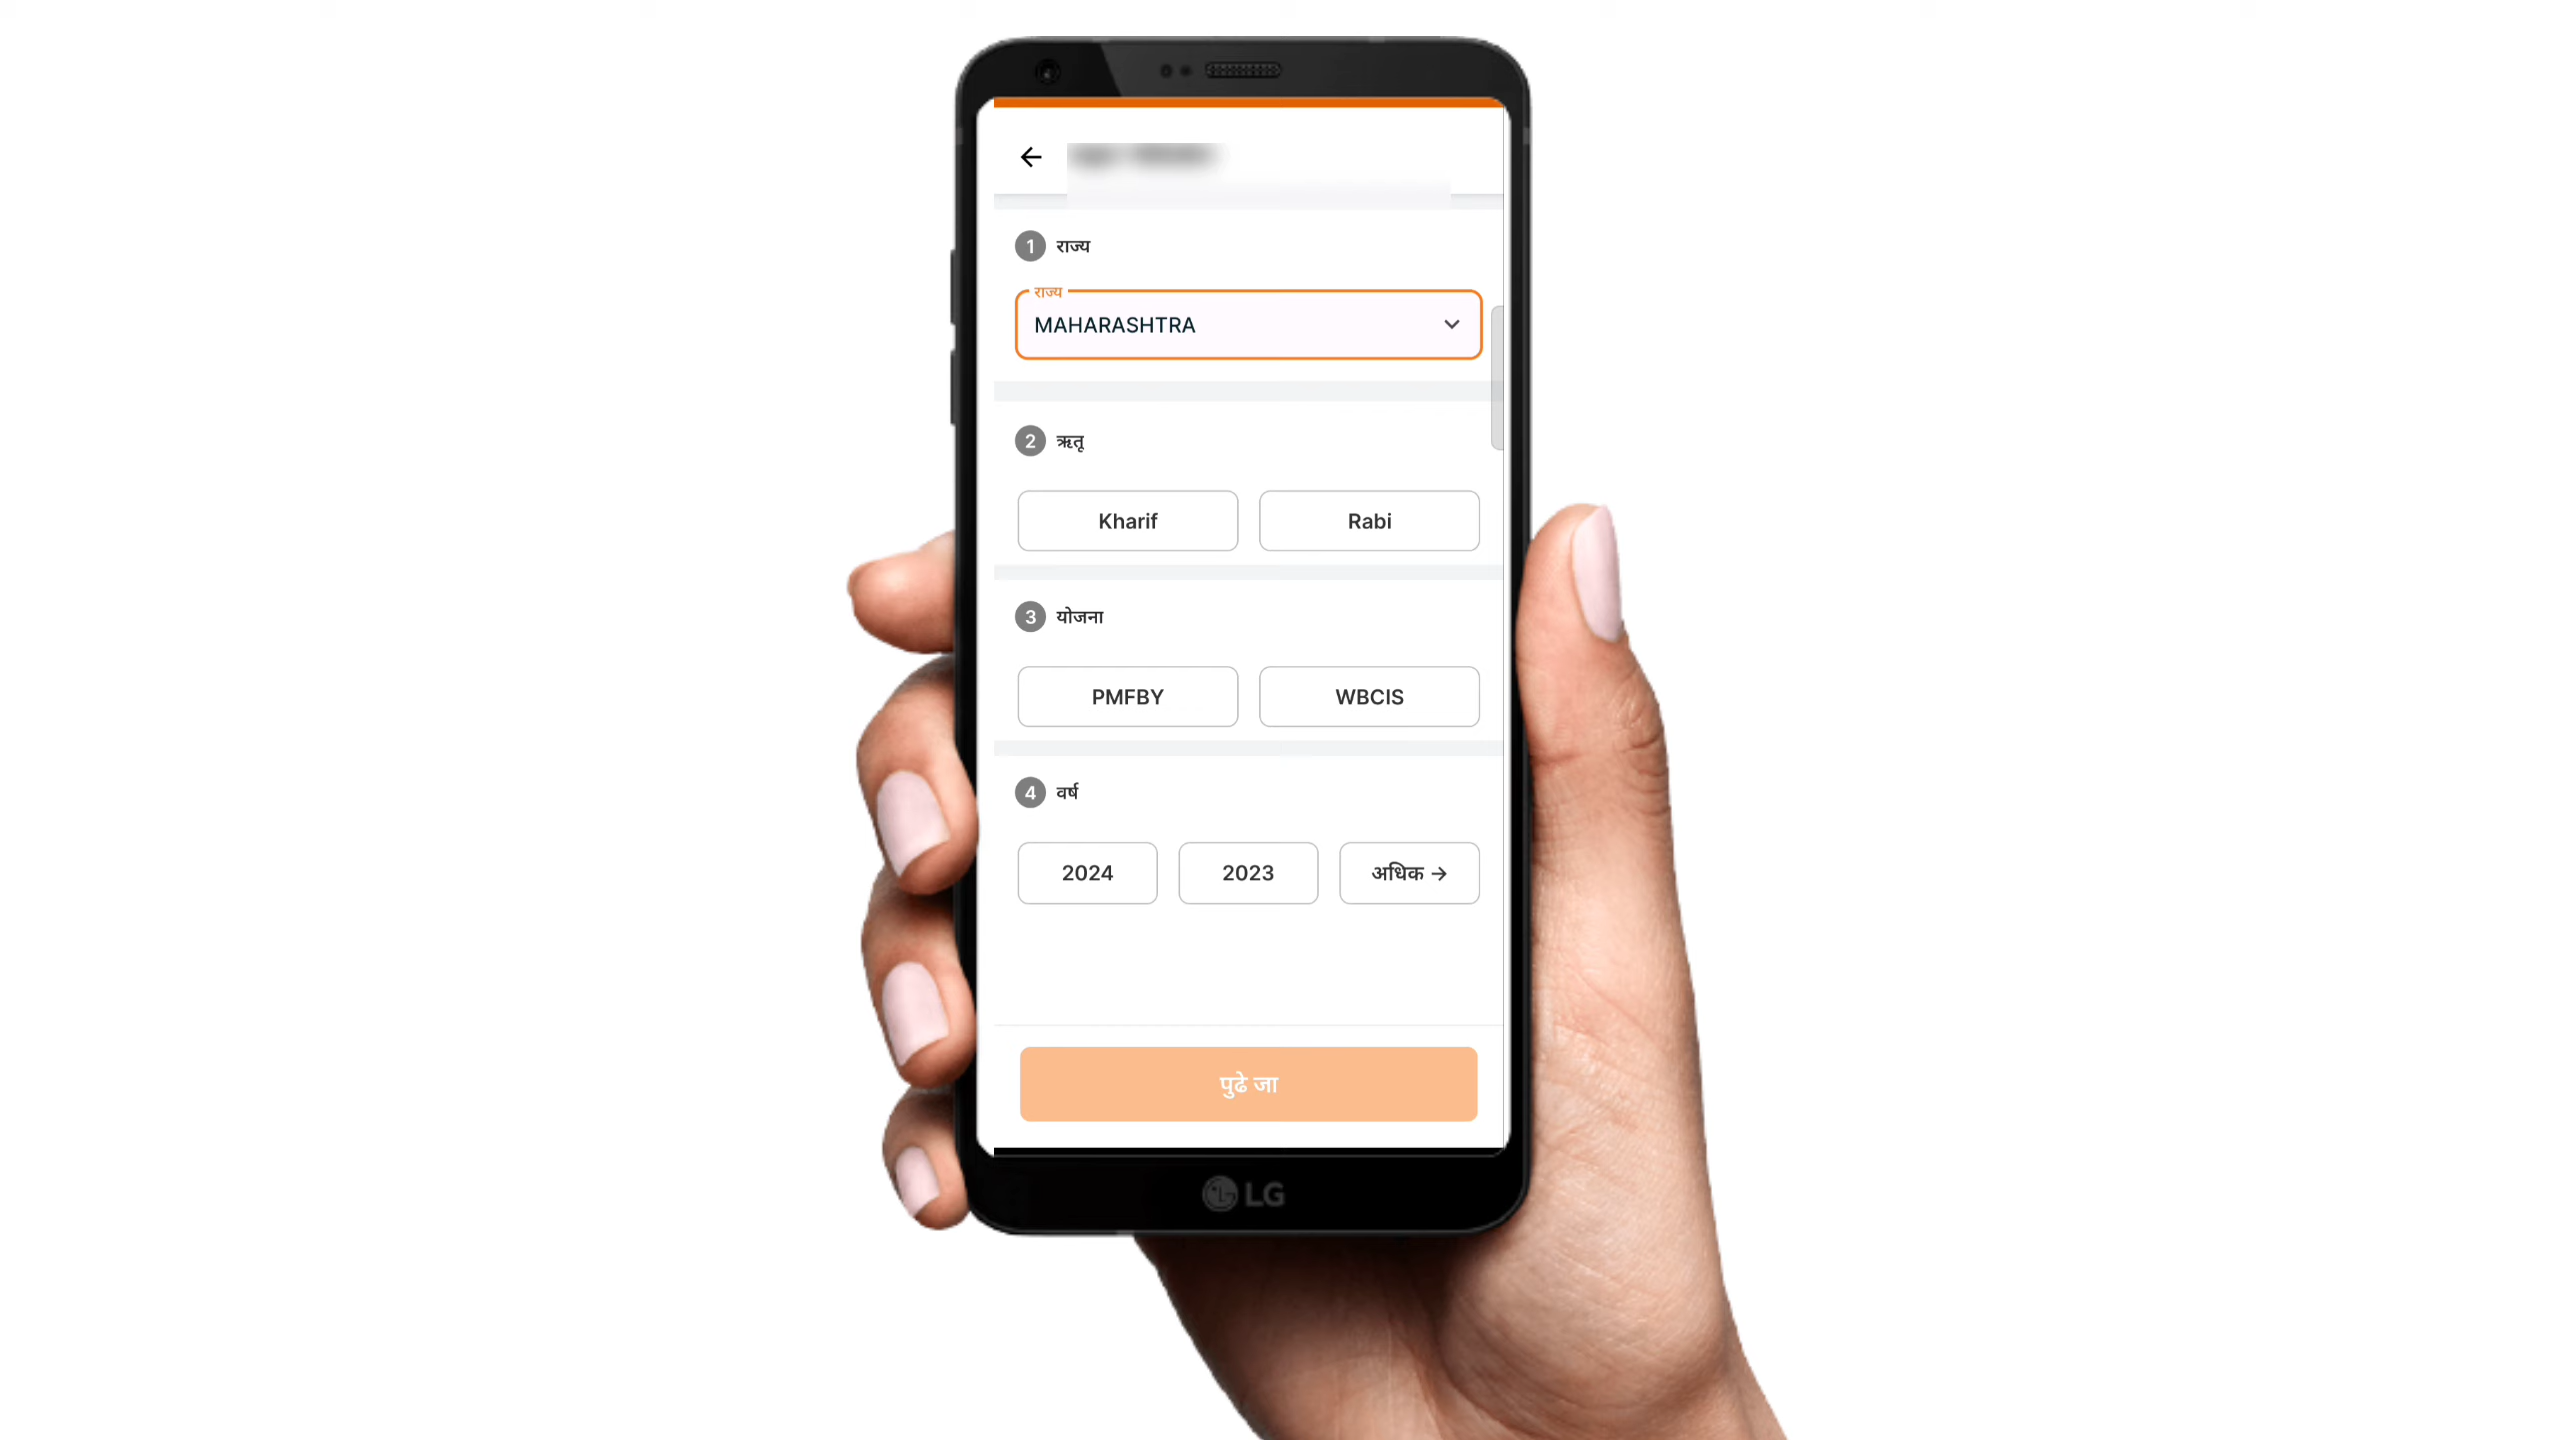 1 राज्य
राज्य
MAHARASHTRA
2 ऋतू
Kharif Rabi
3 योजना
PMFBY WBCIS
4 वर्ष
2024 2023 अधिक →
पुढे जा
LG